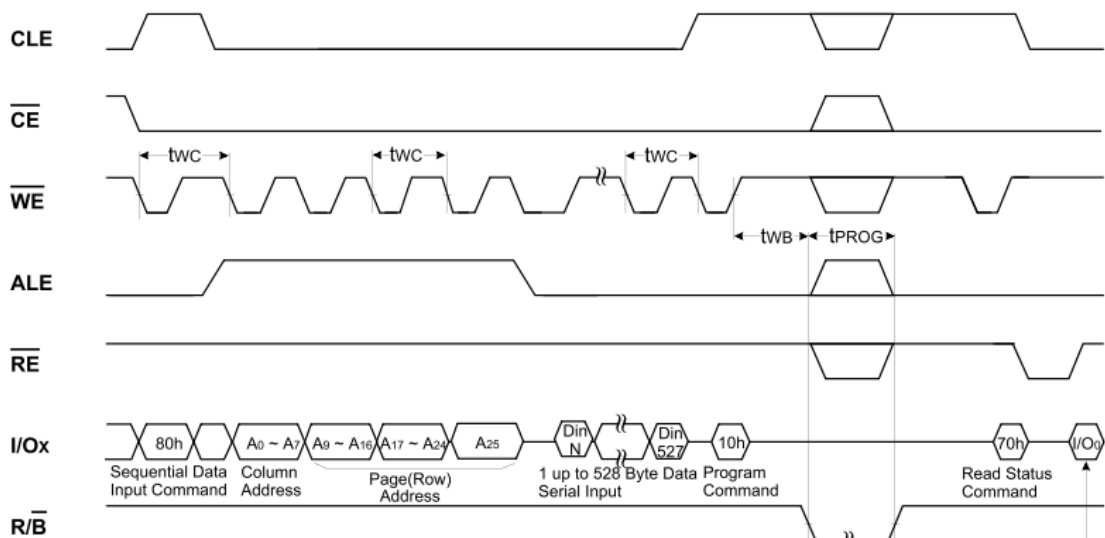 CLE
CE
tWC tWC tWC
WE
tWB tPROG
ALE
RE
I/Ox 80h A0 ~ A7 A9 ~ A16 A17 ~ A24 A25 Din N Din 527 10h 70h I/O0
Sequential Data Input Command
Column Address
Page(Row) Address
1 up to 528 Byte Data Serial Input
Program Command
Read Status Command
R/B